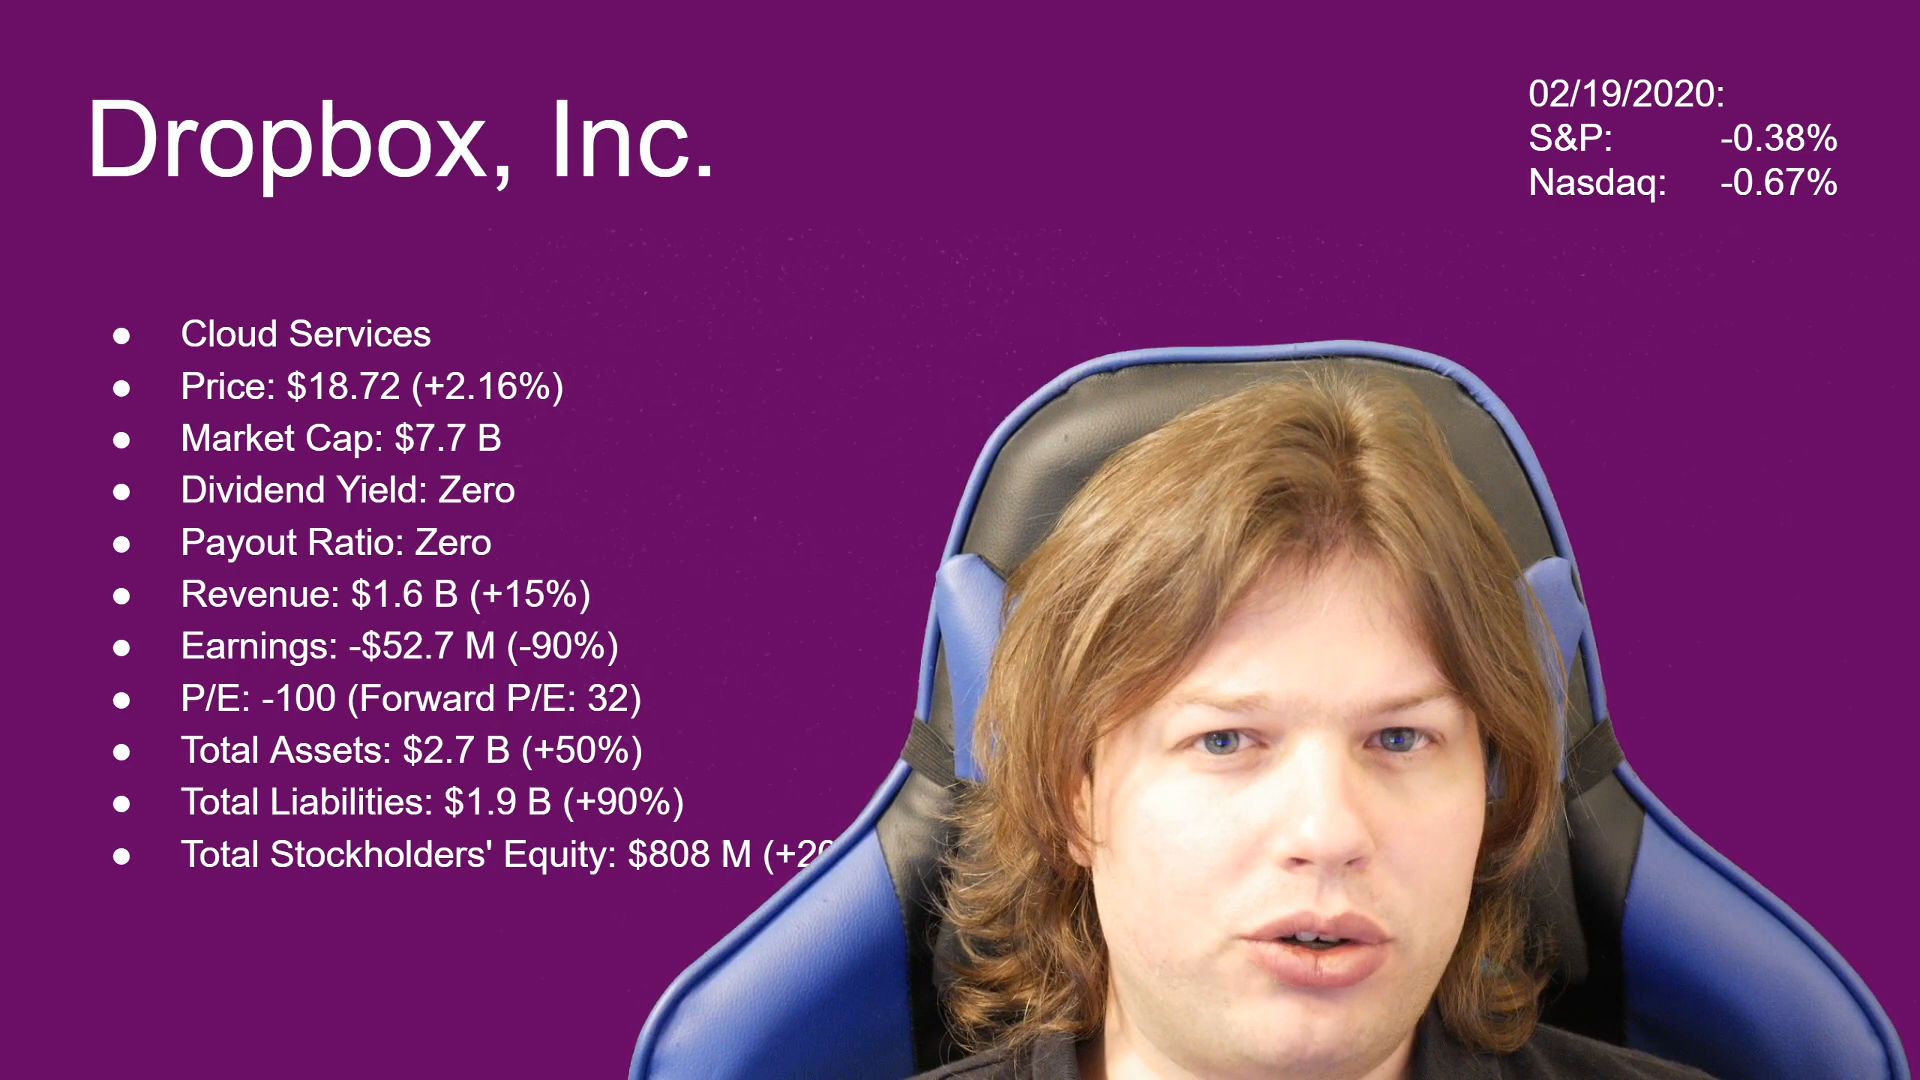 Dropbox, Inc.
02/19/2020:
S&P: -0.38%
Nasdaq: -0.67%
● Cloud Services
● Price: $18.72 (+2.16%)
● Market Cap: $7.7 B
● Dividend Yield: Zero
● Payout Ratio: Zero
● Revenue: $1.6 B (+15%)
● Earnings: -$52.7 M (-90%)
● P/E: -100 (Forward P/E: 32)
● Total Assets: $2.7 B (+50%)
● Total Liabilities: $1.9 B (+90%)
● Total Stockholders' Equity: $808 M